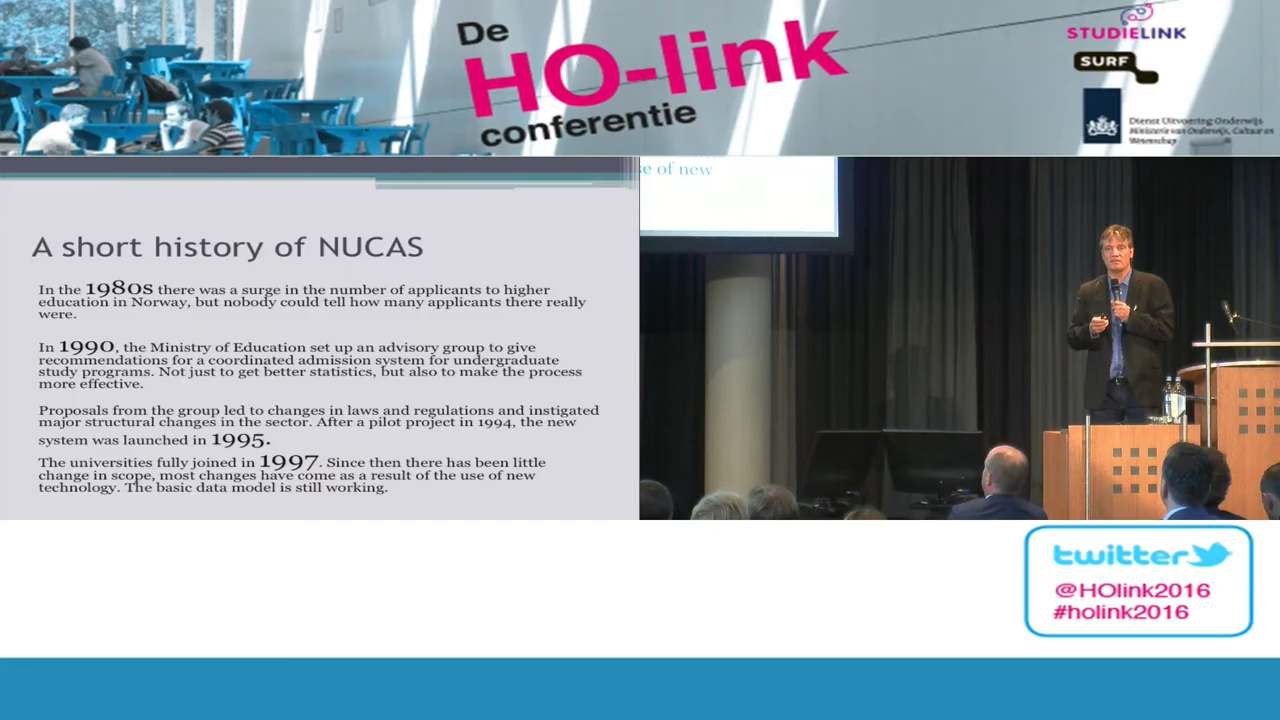 De
HO-link
conferentie
STUDIELINK
SURF
Dienst Uitvoering Onderwijs
Ministerie van Onderwijs, Cultuur en
Wetenschap
A short history of NUCAS
In the 1980s there was a surge in the number of applicants to higher
education in Norway, but nobody could tell how many applicants there really
were.
In 1990, the Ministry of Education set up an advisory group to give
recommendations for a coordinated admission system for undergraduate
study programs. Not just to get better statistics, but also to make the process
more effective.
Proposals from the group led to changes in laws and regulations and instigated
major structural changes in the sector. After a pilot project in 1994, the new
system was launched in 1995.
The universities fully joined in 1997. Since then there has been little
change in scope, most changes have come as a result of the use of new
technology. The basic data model is still working.
se of new
twitter
@HOlink2016
#holink2016